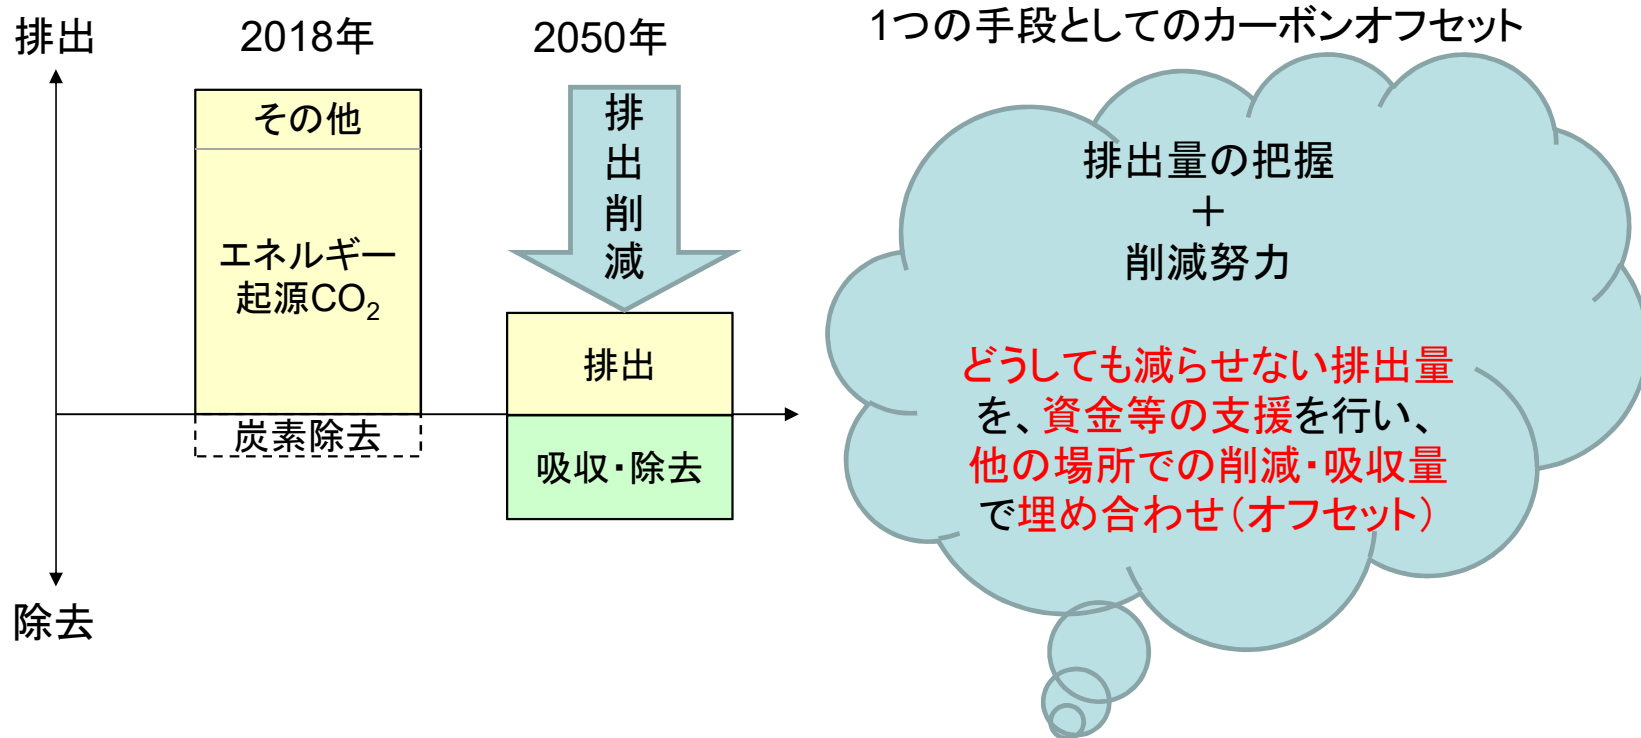 排出
2018年
2050年
1つの手段としてのカーボンオフセット
その他
エネルギー
起源CO₂
炭素除去
排
出
削
減
排出
吸収・除去
除去
排出量の把握
＋
削減努力
どうしても減らせない排出量
を、資金等の支援を行い、
他の場所での削減・吸収量
で埋め合わせ（オフセット）